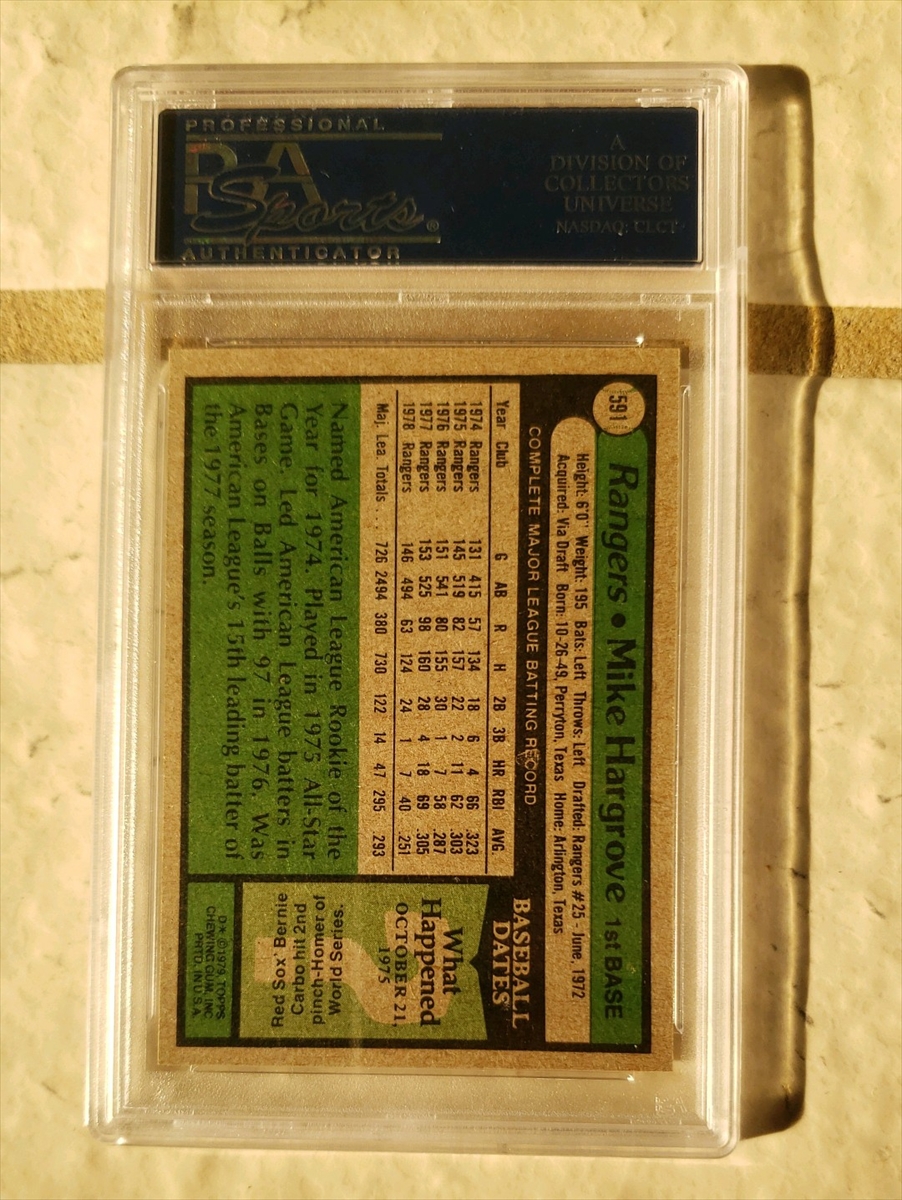 PROFESSIONAL
PSA
Sports®
AUTHENTICATOR
A
DIVISION OF
COLLECTORS
UNIVERSE
NASDAQ: CLCT
591
Rangers • Mike Hargrove 1st BASE
Height: 6'0" Weight: 195 Bats: Left Throws: Left Drafted: Rangers #25 - June, 1972
Acquired: Via Draft Born: 10-26-49, Perryton, Texas Home: Arlington, Texas
COMPLETE MAJOR LEAGUE BATTING RECORD
Year Club G AB R H 2B 3B HR RBI AVG.
1974 Rangers 131 415 57 134 18 6 4 66 .323
1975 Rangers 145 519 82 157 22 2 11 62 .303
1976 Rangers 151 541 80 155 30 1 7 58 .287
1977 Rangers 153 525 98 160 28 4 18 69 .305
1978 Rangers 146 494 63 124 24 1 7 40 .251
Maj. Lea. Totals . . . 726 2494 380 730 122 14 47 295 .293
Named American League Rookie of the
Year for 1974. Played in 1975 All-Star
Game. Led American League batters in
Bases on Balls with 97 in 1976. Was
American League's 15th leading batter of
the 1977 season.
BASEBALL
DATES
What
Happened
OCTOBER 21,
1975
Red Sox' Bernie
Carbo hit 2nd
pinch-Homer of
World Series.
D✶ © 1979, TOPPS
CHEWING GUM, INC.
PRTD. IN U.S.A.